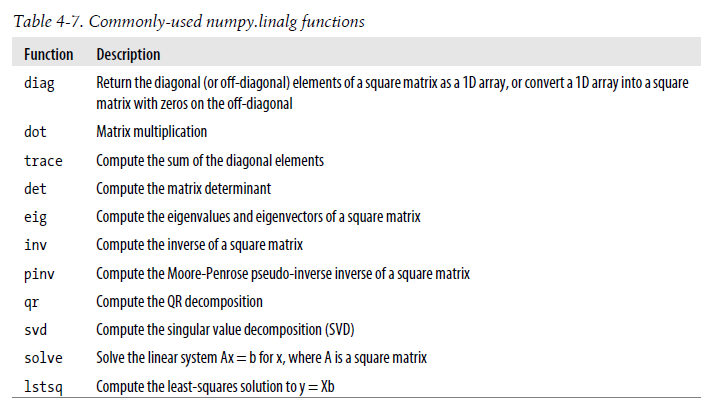 Table 4-7. Commonly-used numpy.linalg functions
Function Description
diag Return the diagonal (or off-diagonal) elements of a square matrix as a 1D array, or convert a 1D array into a square
matrix with zeros on the off-diagonal
dot Matrix multiplication
trace Compute the sum of the diagonal elements
det Compute the matrix determinant
eig Compute the eigenvalues and eigenvectors of a square matrix
inv Compute the inverse of a square matrix
pinv Compute the Moore-Penrose pseudo-inverse inverse of a square matrix
qr Compute the QR decomposition
svd Compute the singular value decomposition (SVD)
solve Solve the linear system Ax = b for x, where A is a square matrix
lstsq Compute the least-squares solution to y = Xb